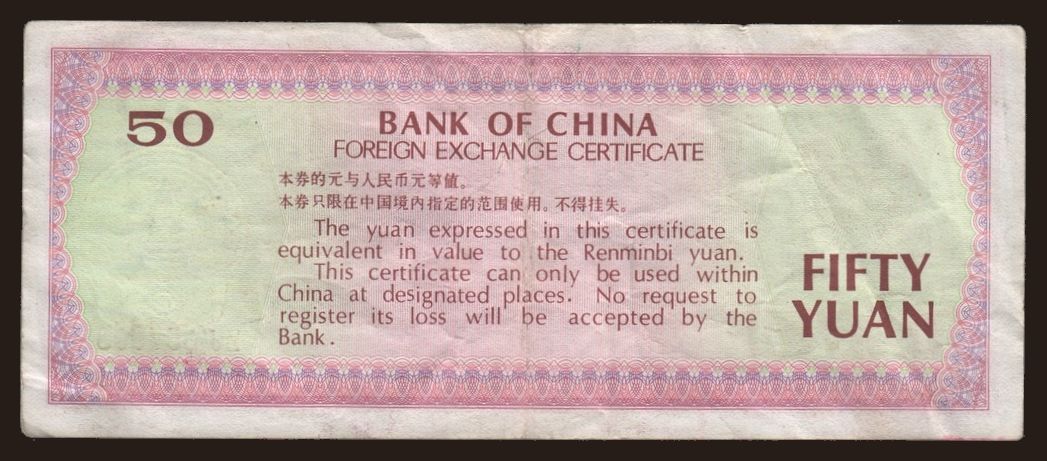 50
BANK OF CHINA
FOREIGN EXCHANGE CERTIFICATE
本券的元与人民币元等值。
本券只限在中国境内指定的范围使用。不得挂失。
The yuan expressed in this certificate is
equivalent in value to the Renminbi yuan.
This certificate can only be used within
China at designated places. No request to
register its loss will be accepted by the
Bank.
FIFTY
YUAN